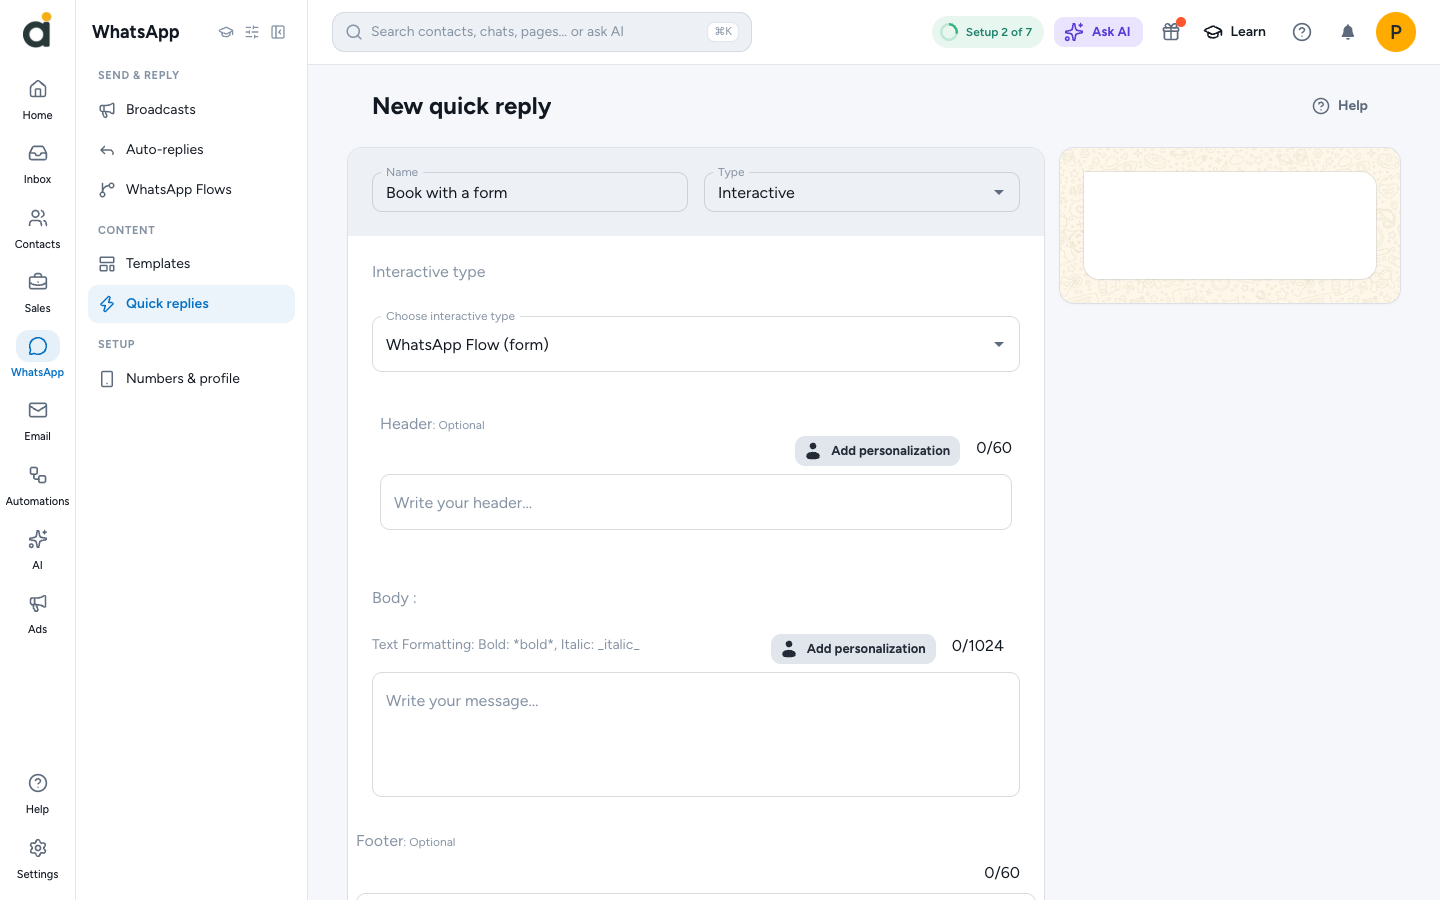 WhatsApp
Search contacts, chats, pages... or ask AI
⌘K
Setup 2 of 7
Ask AI
Learn
P
Home
Inbox
Contacts
Sales
WhatsApp
Email
Automations
AI
Ads
Help
Settings
SEND & REPLY
Broadcasts
Auto-replies
WhatsApp Flows
CONTENT
Templates
Quick replies
SETUP
Numbers & profile
New quick reply
Help
Name
Book with a form
Type
Interactive
Interactive type
Choose interactive type
WhatsApp Flow (form)
Header: Optional
Add personalization
0/60
Write your header...
Body :
Text Formatting: Bold: *bold*, Italic: _italic_
Add personalization
0/1024
Write your message...
Footer: Optional
0/60